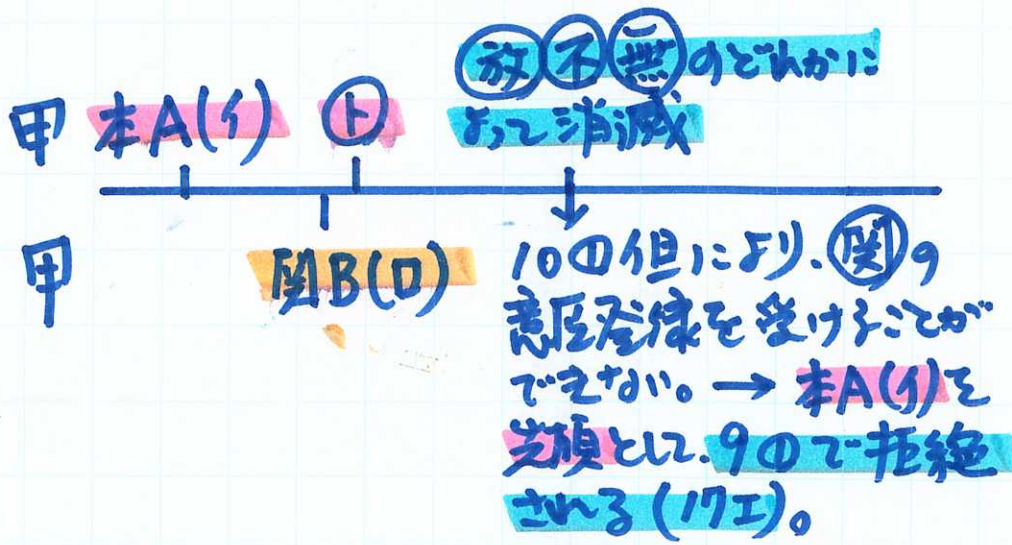 放 不 無 のどれかに
よって消滅
甲 本A(イ) ト
甲 関B(ロ)
10①但により、関の
意匠登録を受けることが
できない。→ 本A(イ)を
先願として、9①で拒絶
される(17エ)。